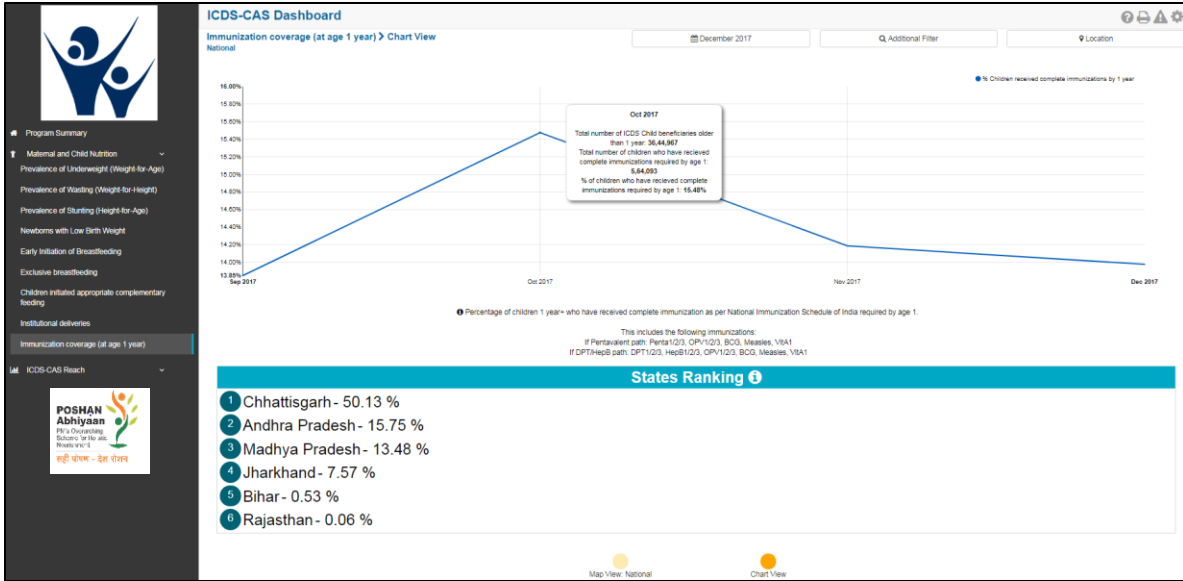 ICDS-CAS Dashboard
Immunization coverage (at age 1 year) > Chart View
National
December 2017
Additional Filter
Location
Program Summary
Maternal and Child Nutrition
Prevalence of Underweight (Weight-for-Age)
Prevalence of Wasting (Weight-for-Height)
Prevalence of Stunting (Height-for-Age)
Newborns with Low Birth Weight
Early Initiation of Breastfeeding
Exclusive breastfeeding
Children initiated appropriate complementary
feeding
Institutional deliveries
Immunization coverage (at age 1 year)
ICDS-CAS Reach
POSHAN
Abhiyaan
PM's Overarching
Scheme for Holistic
Nourishment
सही पोषण - देश रोशन
% Children received complete immunizations by 1 year
16.00%
15.80%
15.60%
15.40%
15.20%
15.00%
14.80%
14.60%
14.40%
14.20%
14.00%
13.85%
Sep 2017
Oct 2017
Nov 2017
Dec 2017
Oct 2017
Total number of ICDS Child beneficiaries older
than 1 year: 36,44,967
Total number of children who have recieved
complete immunizations required by age 1:
5,64,093
% of children who have recieved complete
immunizations required by age 1: 15.48%
Percentage of children 1 year+ who have received complete immunization as per National Immunization Schedule of India required by age 1.
This includes the following immunizations:
If Pentavalent path: Penta1/2/3, OPV1/2/3, BCG, Measles, VitA1
If DPT/HepB path: DPT1/2/3, HepB1/2/3, OPV1/2/3, BCG, Measles, VitA1
States Ranking
1 Chhattisgarh - 50.13 %
2 Andhra Pradesh - 15.75 %
3 Madhya Pradesh - 13.48 %
4 Jharkhand - 7.57 %
5 Bihar - 0.53 %
6 Rajasthan - 0.06 %
Map View: National
Chart View